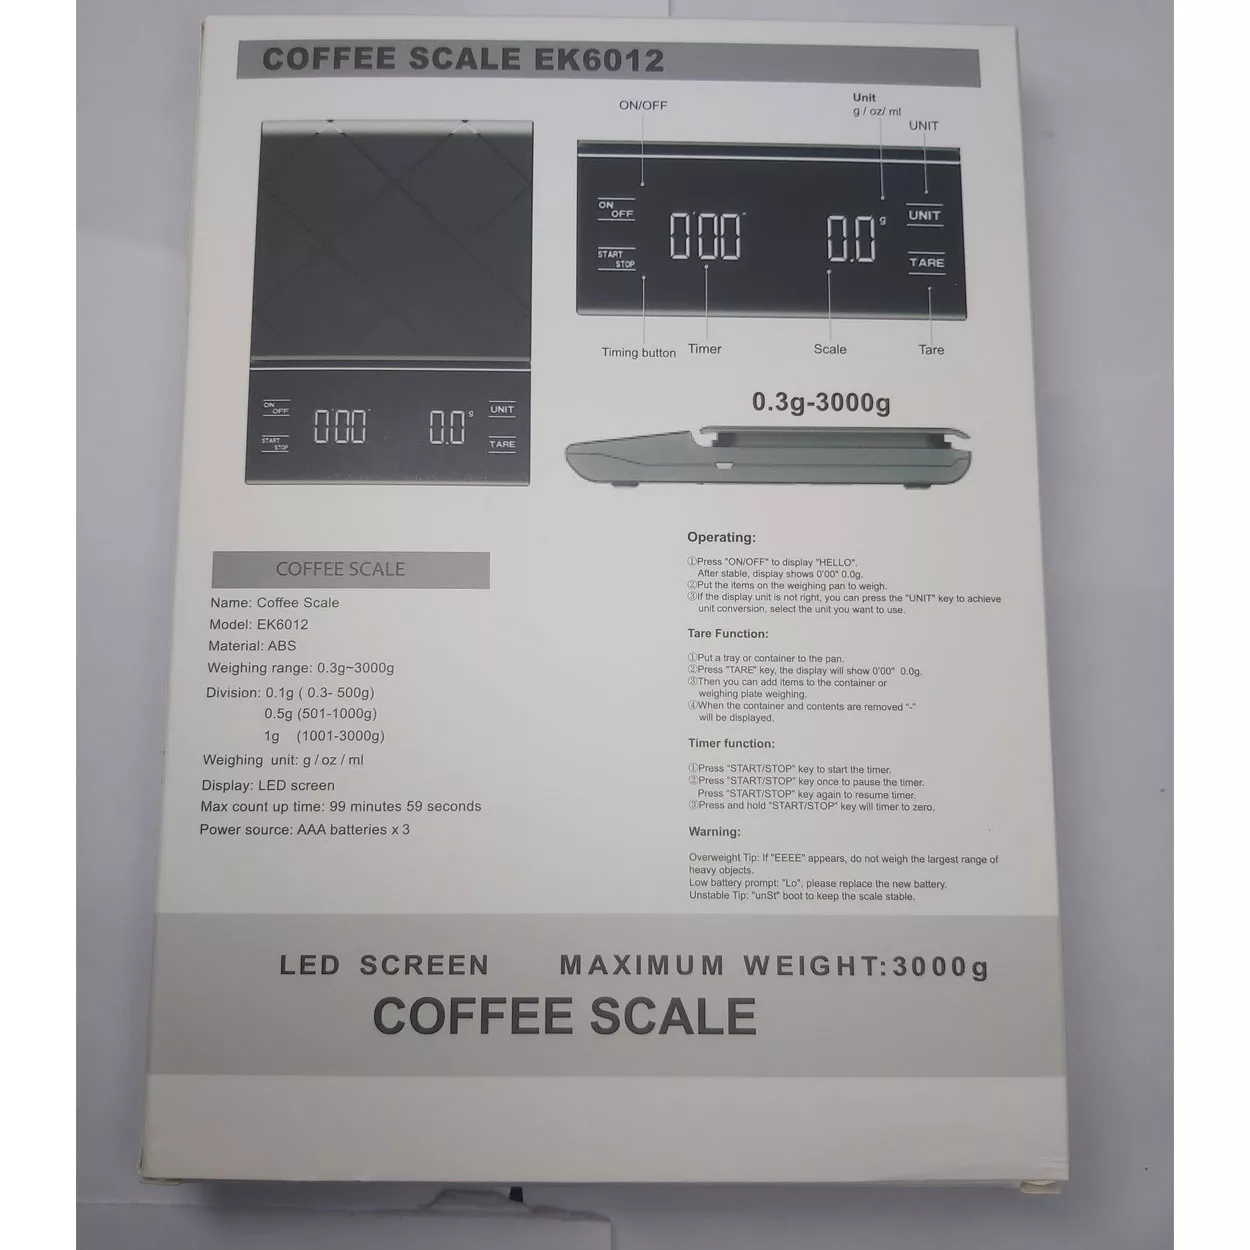 COFFEE SCALE EK6012
ON/OFF
Unit
g / oz/ ml
UNIT
ON
OFF
START
STOP
0'00"
0.0 g
UNIT
TARE
Timing button
Timer
Scale
Tare
ON
OFF
START
STOP
0'00"
0.0 g
UNIT
TARE
0.3g-3000g
COFFEE SCALE
Name: Coffee Scale
Model: EK6012
Material: ABS
Weighing range: 0.3g~3000g
Division: 0.1g ( 0.3- 500g)
0.5g (501-1000g)
1g (1001-3000g)
Weighing unit: g / oz / ml
Display: LED screen
Max count up time: 99 minutes 59 seconds
Power source: AAA batteries x 3
Operating:
①Press "ON/OFF" to display "HELLO".
After stable, display shows 0'00" 0.0g.
②Put the items on the weighing pan to weigh.
③If the display unit is not right, you can press the "UNIT" key to achieve
unit conversion, select the unit you want to use.
Tare Function:
①Put a tray or container to the pan.
②Press "TARE" key, the display will show 0'00" 0.0g.
③Then you can add items to the container or
weighing plate weighing.
④When the container and contents are removed "-"
will be displayed.
Timer function:
①Press "START/STOP" key to start the timer.
②Press "START/STOP" key once to pause the timer.
Press "START/STOP" key again to resume timer.
③Press and hold "START/STOP" key will timer to zero.
Warning:
Overweight Tip: If "EEEE" appears, do not weigh the largest range of
heavy objects.
Low battery prompt: "Lo", please replace the new battery.
Unstable Tip: "unSt" boot to keep the scale stable.
LED SCREEN MAXIMUM WEIGHT:3000g
COFFEE SCALE